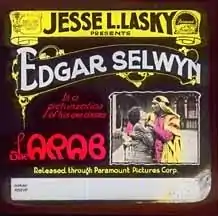 JESSE L. LASKY
PRESENTS
EDGAR SELWYN
In a
picturization
of his own drama
The ARAB
Released through Paramount Pictures Corp.